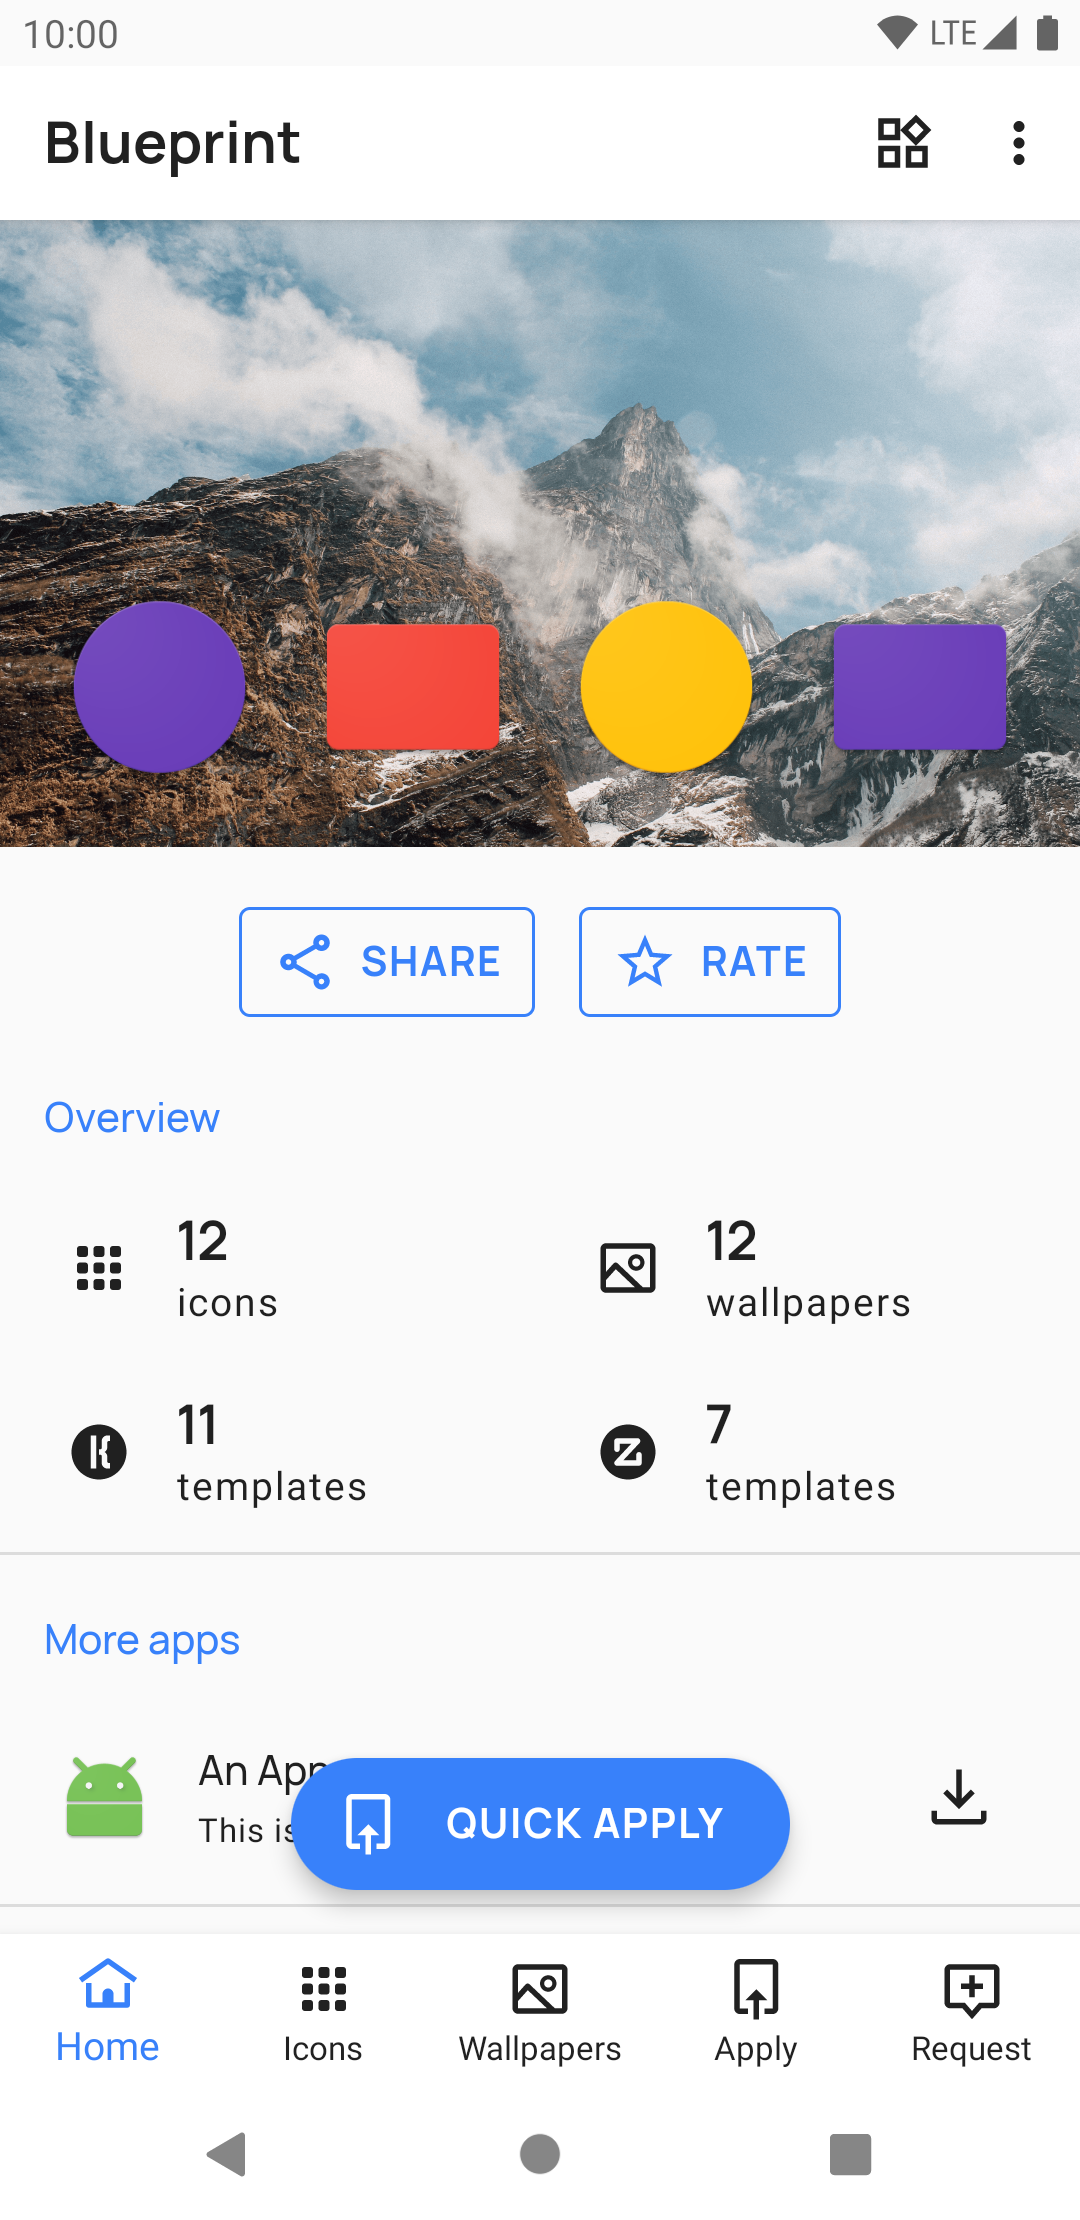 10:00
LTE
Blueprint
SHARE
RATE
Overview
12
icons
12
wallpapers
11
templates
7
templates
More apps
An App
This is
QUICK APPLY
Home
Icons
Wallpapers
Apply
Request